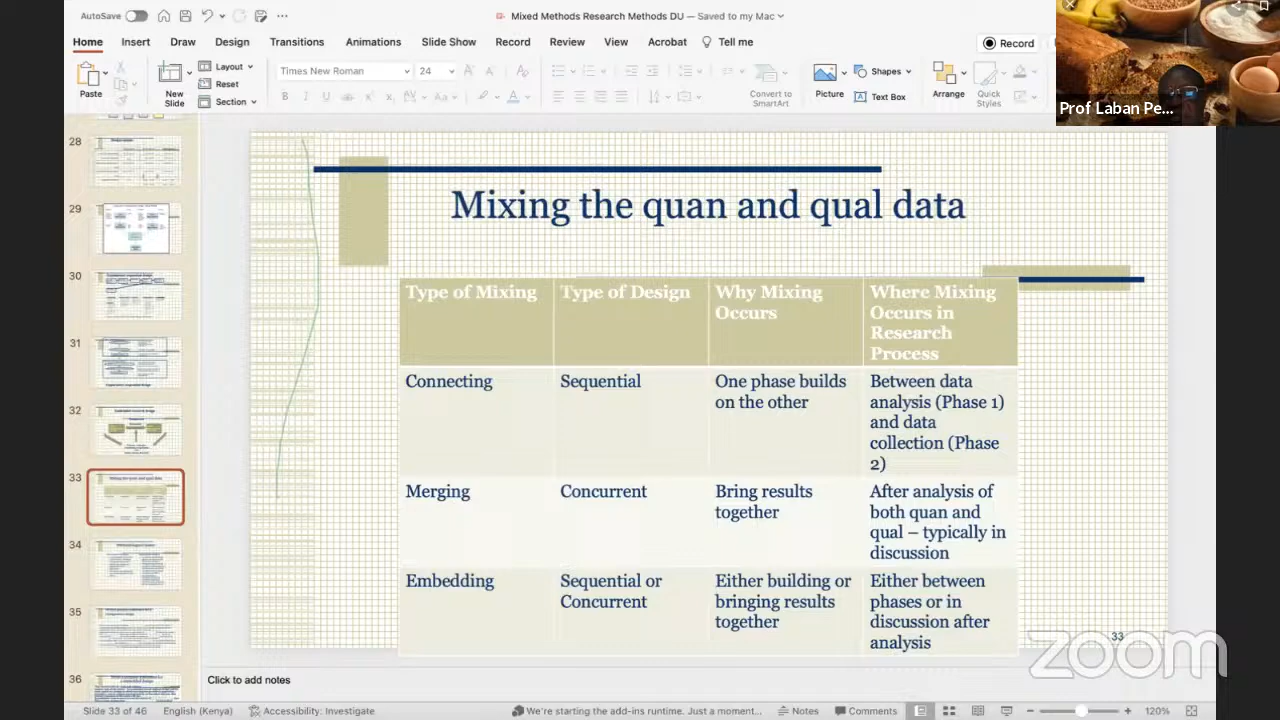 AutoSave
Mixed Methods Research Methods DU — Saved to my Mac
Home Insert Draw Design Transitions Animations Slide Show Record Review View Acrobat Tell me
Record
Paste
New
Slide
Layout
Reset
Section
Times New Roman 24
Convert to
SmartArt
Picture
Shapes
Text Box
Arrange
Quick
Styles
Prof Laban Pe...
28
29
30
31
32
33
34
35
36
Mixing the quan and qual data
Type of Mixing
Type of Design
Why Mixing
Occurs
Where Mixing
Occurs in
Research
Process
Connecting
Sequential
One phase builds
on the other
Between data
analysis (Phase 1)
and data
collection (Phase
2)
Merging
Concurrent
Bring results
together
After analysis of
both quan and
qual – typically in
discussion
Embedding
Sequential or
Concurrent
Either building or
bringing results
together
Either between
phases or in
discussion after
analysis
33
zoom
Click to add notes
Slide 33 of 46 English (Kenya) Accessibility: Investigate We're starting the add-ins runtime. Just a moment... Notes Comments 120%